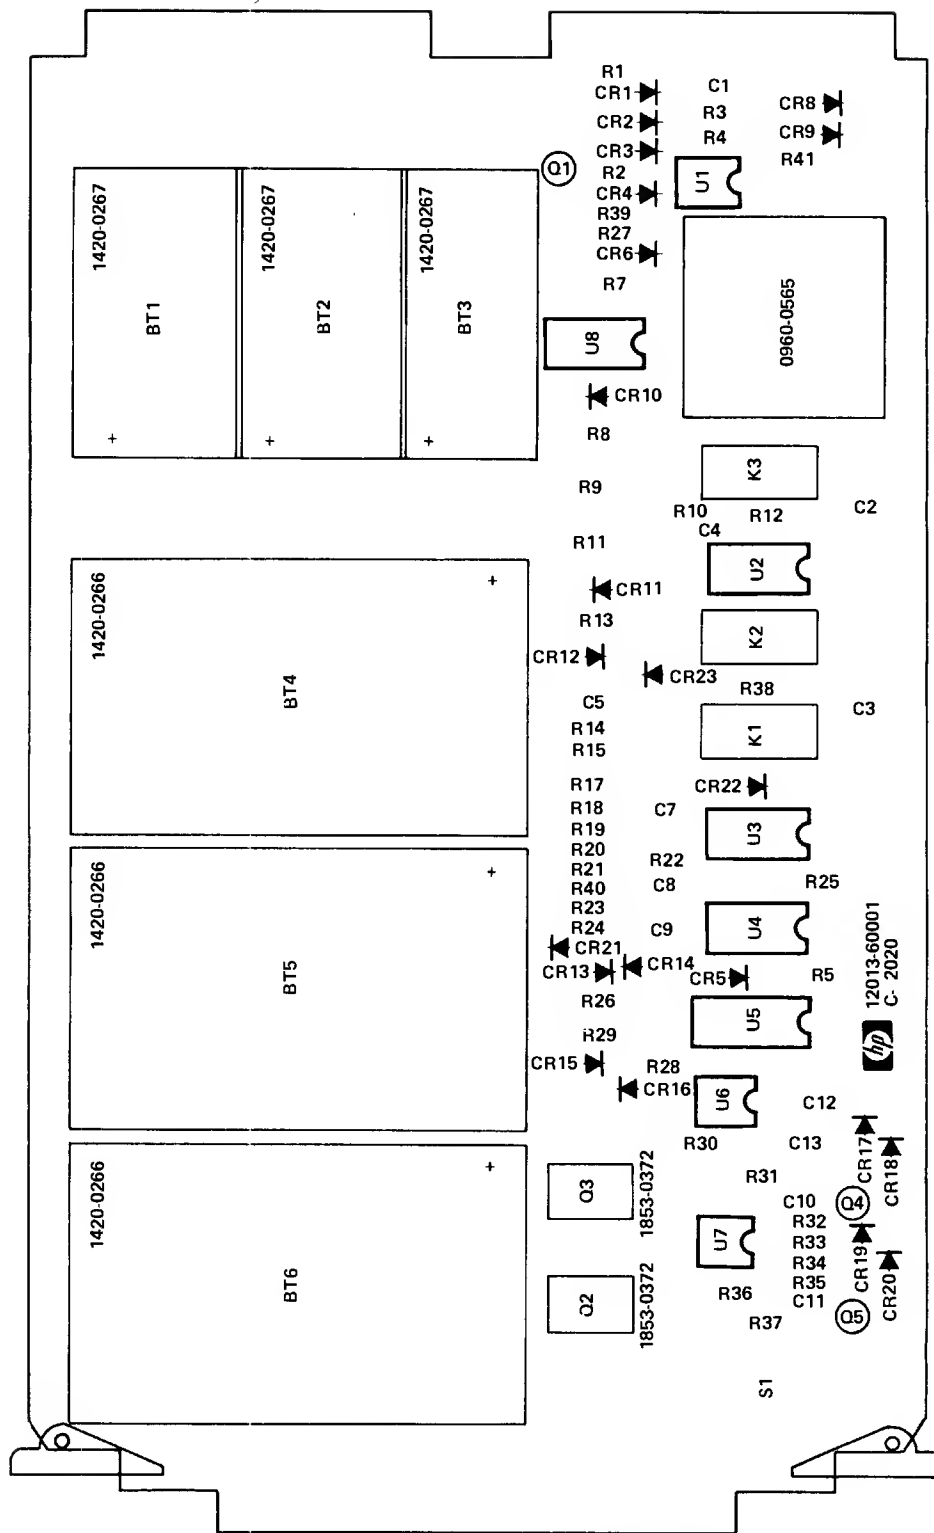 R1
CR1
C1
CR8
R3
CR2
R4
CR9
CR3
R41
Q1
R2
U1
CR4
R39
R27
CR6
R7
1420-0267
1420-0267
1420-0267
BT1
BT2
BT3
+
+
+
U8
0960-0565
CR10
R8
K3
R9
R10
R12
C2
C4
R11
U2
CR11
1420-0266
+
BT4
R13
K2
CR12
CR23
R38
C5
C3
R14
K1
R15
R17
CR22
R18
C7
R19
U3
R20
R22
R21
R40
C8
R25
R23
R24
C9
U4
1420-0266
+
BT5
CR21
CR13
CR14
CR5
R5
12013-60001
C- 2020
R26
U5
hp
R29
CR15
R28
CR16
U6
C12
CR17
R30
C13
CR18
1420-0266
+
BT6
Q3
1853-0372
R31
C10
Q4
R32
U7
R33
CR19
R34
R35
CR20
R36
C11
Q2
1853-0372
R37
Q5
S1